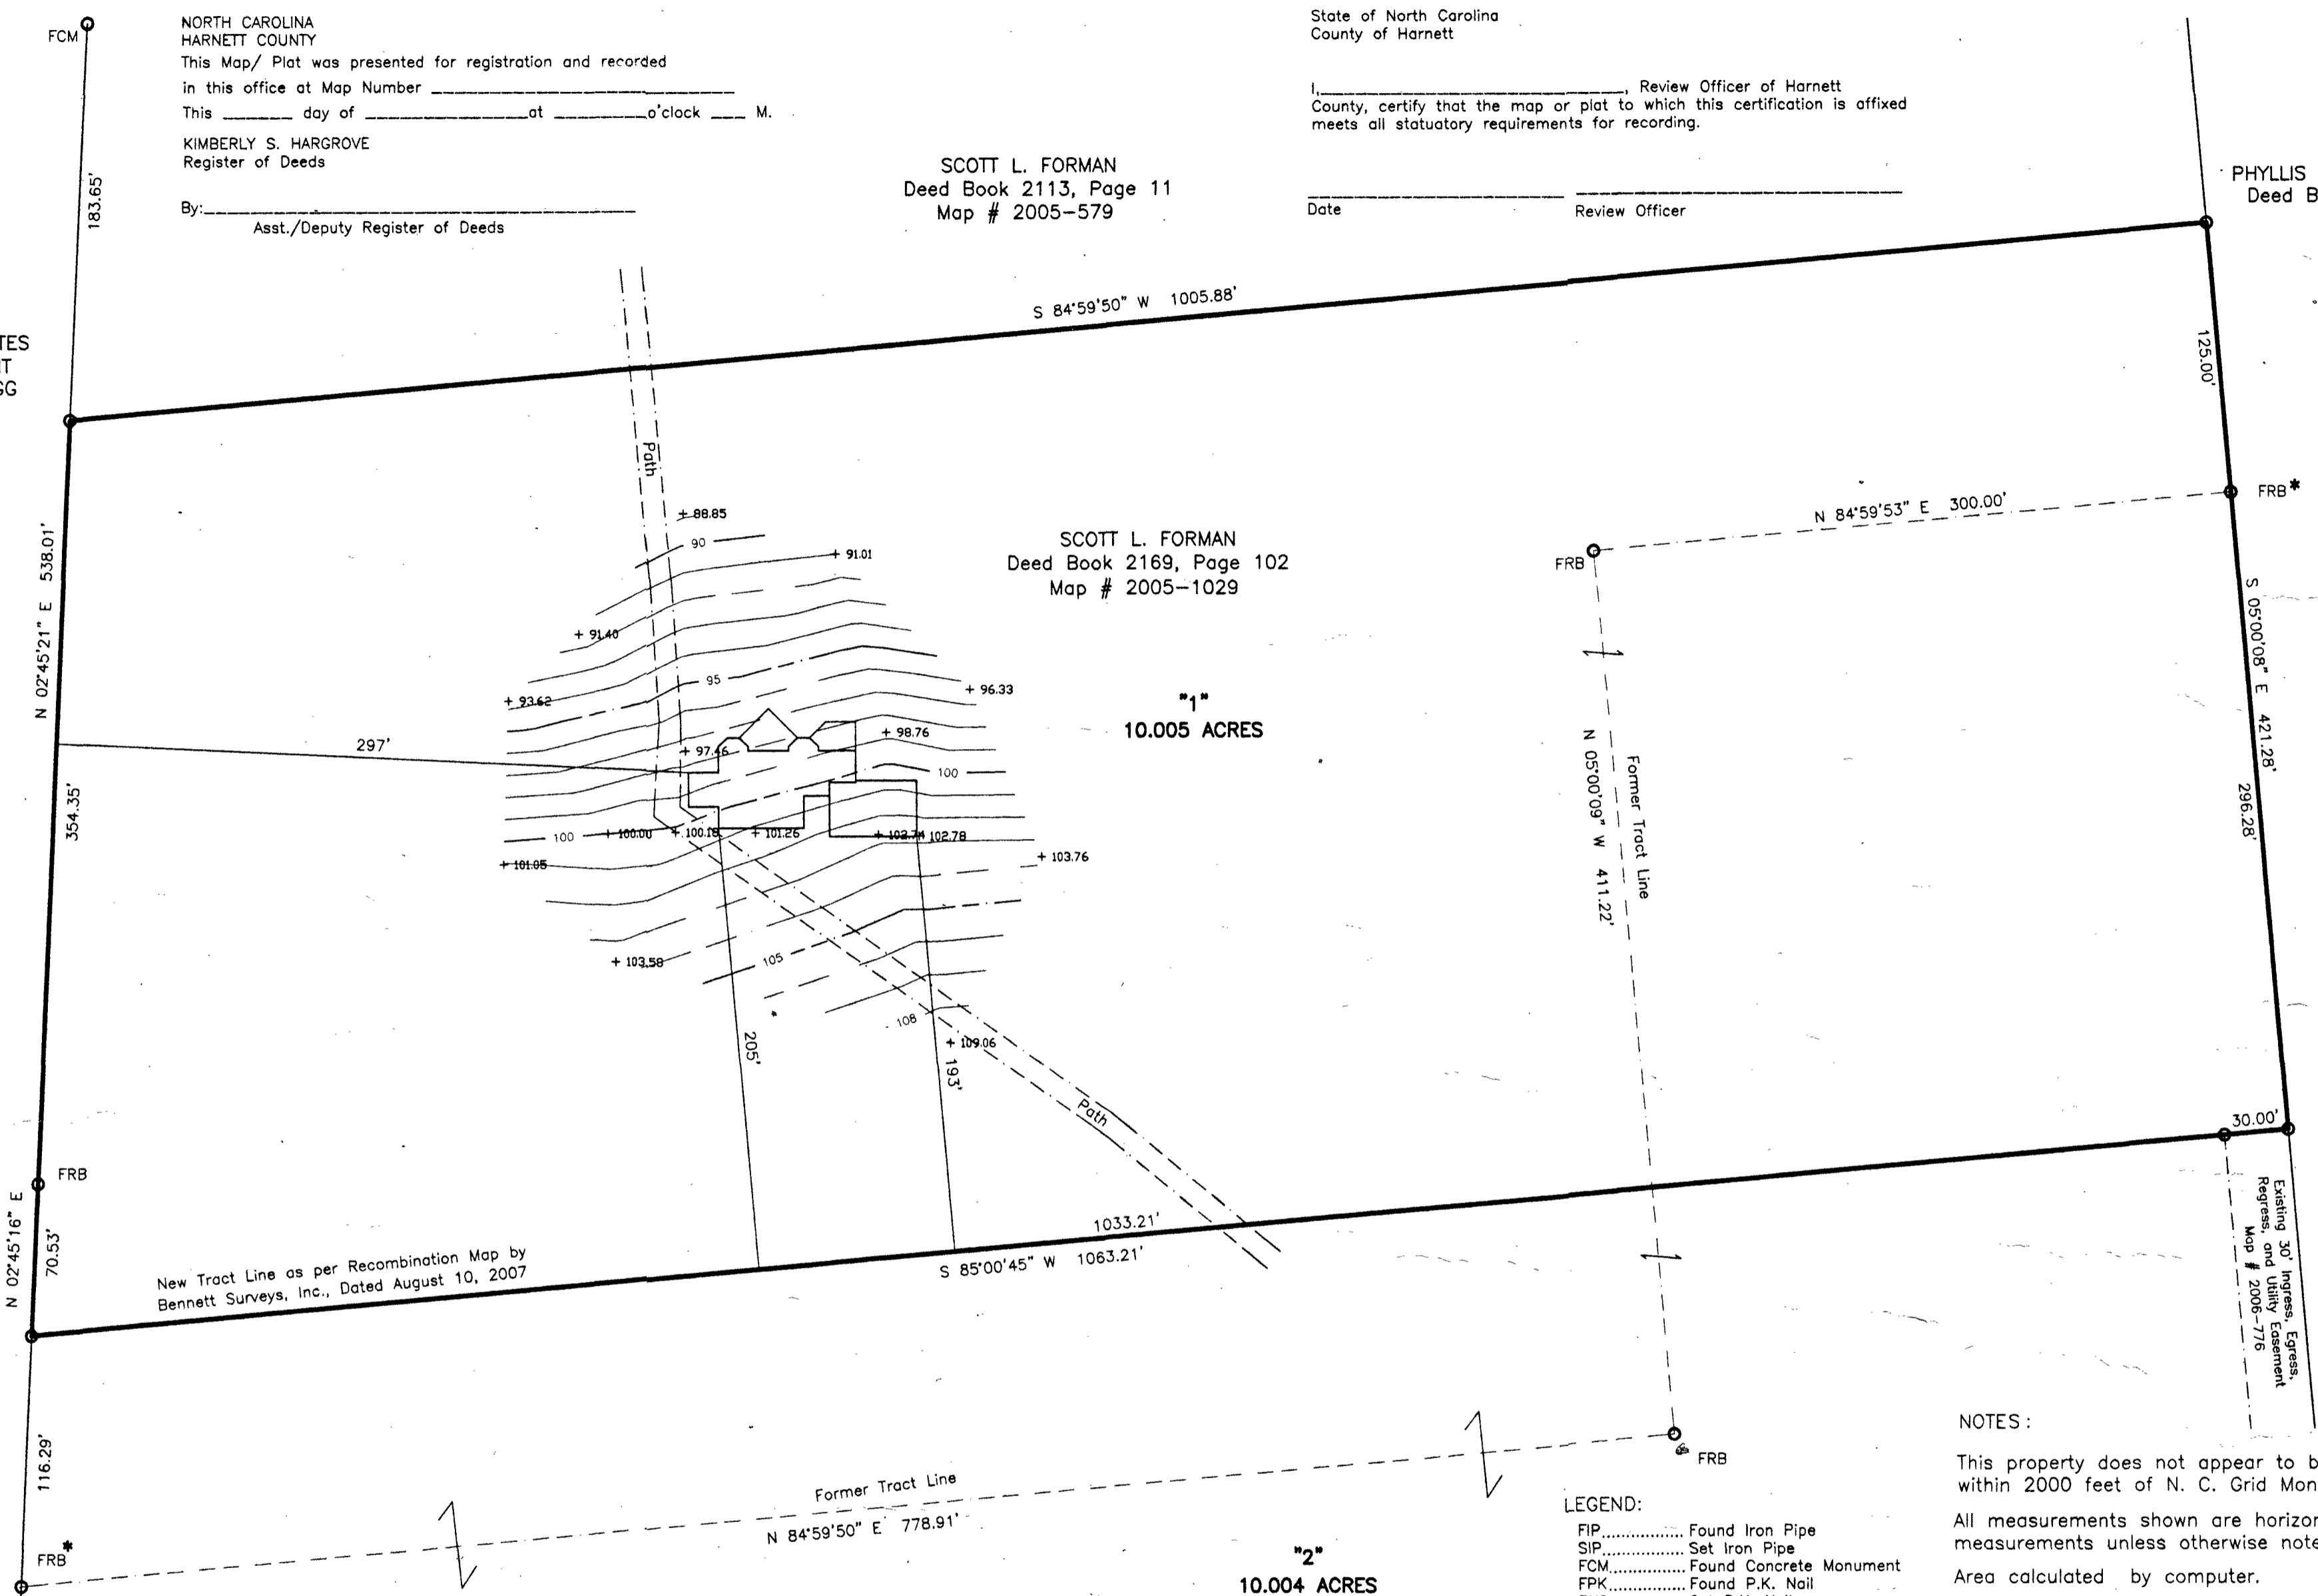 FCM
NORTH CAROLINA
HARNETT COUNTY
This Map/ Plat was presented for registration and recorded
in this office at Map Number ____________________
This ______ day of ______________at ________o'clock ___ M.
KIMBERLY S. HARGROVE
Register of Deeds
By:____________________
Asst./Deputy Register of Deeds
State of North Carolina
County of Harnett
I,____________________, Review Officer of Harnett
County, certify that the map or plat to which this certification is affixed
meets all statuatory requirements for recording.
Date
Review Officer
SCOTT L. FORMAN
Deed Book 2113, Page 11
Map # 2005-579
PHYLLIS
Deed B
183.65'
TES
T
GG
S 84°59'50" W 1005.88'
125.00'
Path
FRB*
N 84°59'53" E 300.00'
FRB
SCOTT L. FORMAN
Deed Book 2169, Page 102
Map # 2005-1029
+ 88.85
90
+ 91.01
+ 91.40
95
+ 93.62
+ 96.33
+ 97.46
+ 98.76
100
100
+ 100.00
+ 100.18
+ 101.26
+ 102.74
102.78
+ 101.05
+ 103.76
+ 103.58
105
108
+ 109.06
"1"
10.005 ACRES
N 02°45'21" E 538.01'
297'
354.35'
N 05°00'09" W 411.22'
Former Tract Line
S 05°00'08" E 421.28'
296.28'
205'
193'
Path
30.00'
FRB
N 02°45'16" E
70.53'
New Tract Line as per Recombination Map by
Bennett Surveys, Inc., Dated August 10, 2007
1033.21'
S 85°00'45" W 1063.21'
Existing 30' Ingress, Egress,
Regress, and Utility Easement
Map # 2006-776
116.29'
FRB*
Former Tract Line
N 84°59'50" E 778.91'
FRB
"2"
10.004 ACRES
LEGEND:
FIP................ Found Iron Pipe
SIP................ Set Iron Pipe
FCM............... Found Concrete Monument
FPK................ Found P.K. Nail
NOTES:
This property does not appear to b
within 2000 feet of N. C. Grid Mon
All measurements shown are horizon
measurements unless otherwise note
Area calculated by computer.